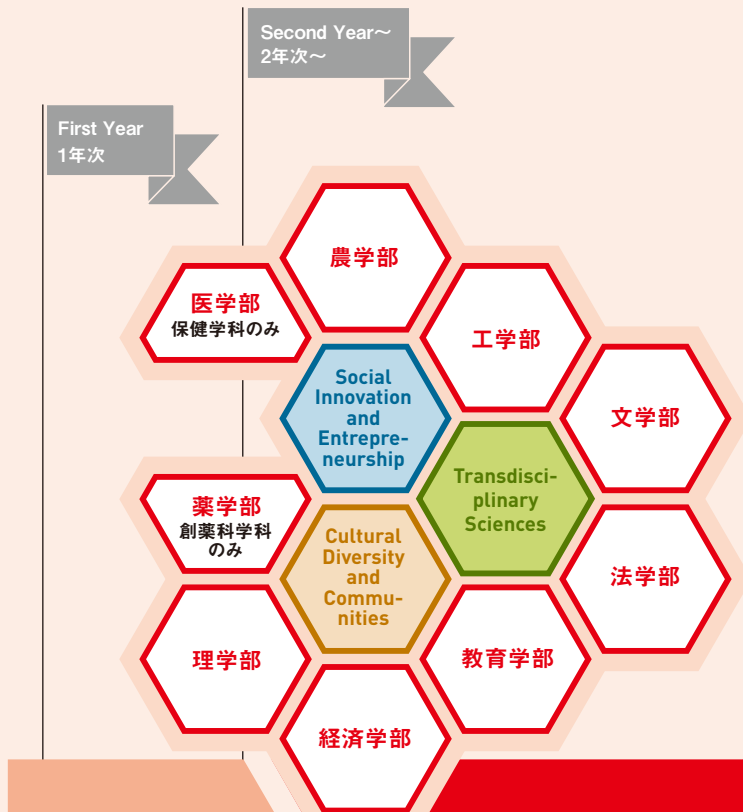 Second Year～
2年次～
First Year
1年次
農学部
医学部
保健学科のみ
工学部
Social
Innovation
and
Entrepre-
neurship
文学部
Transdisci-
plinary
Sciences
薬学部
創薬科学科
のみ
Cultural
Diversity
and
Commu-
nities
法学部
理学部
教育学部
経済学部